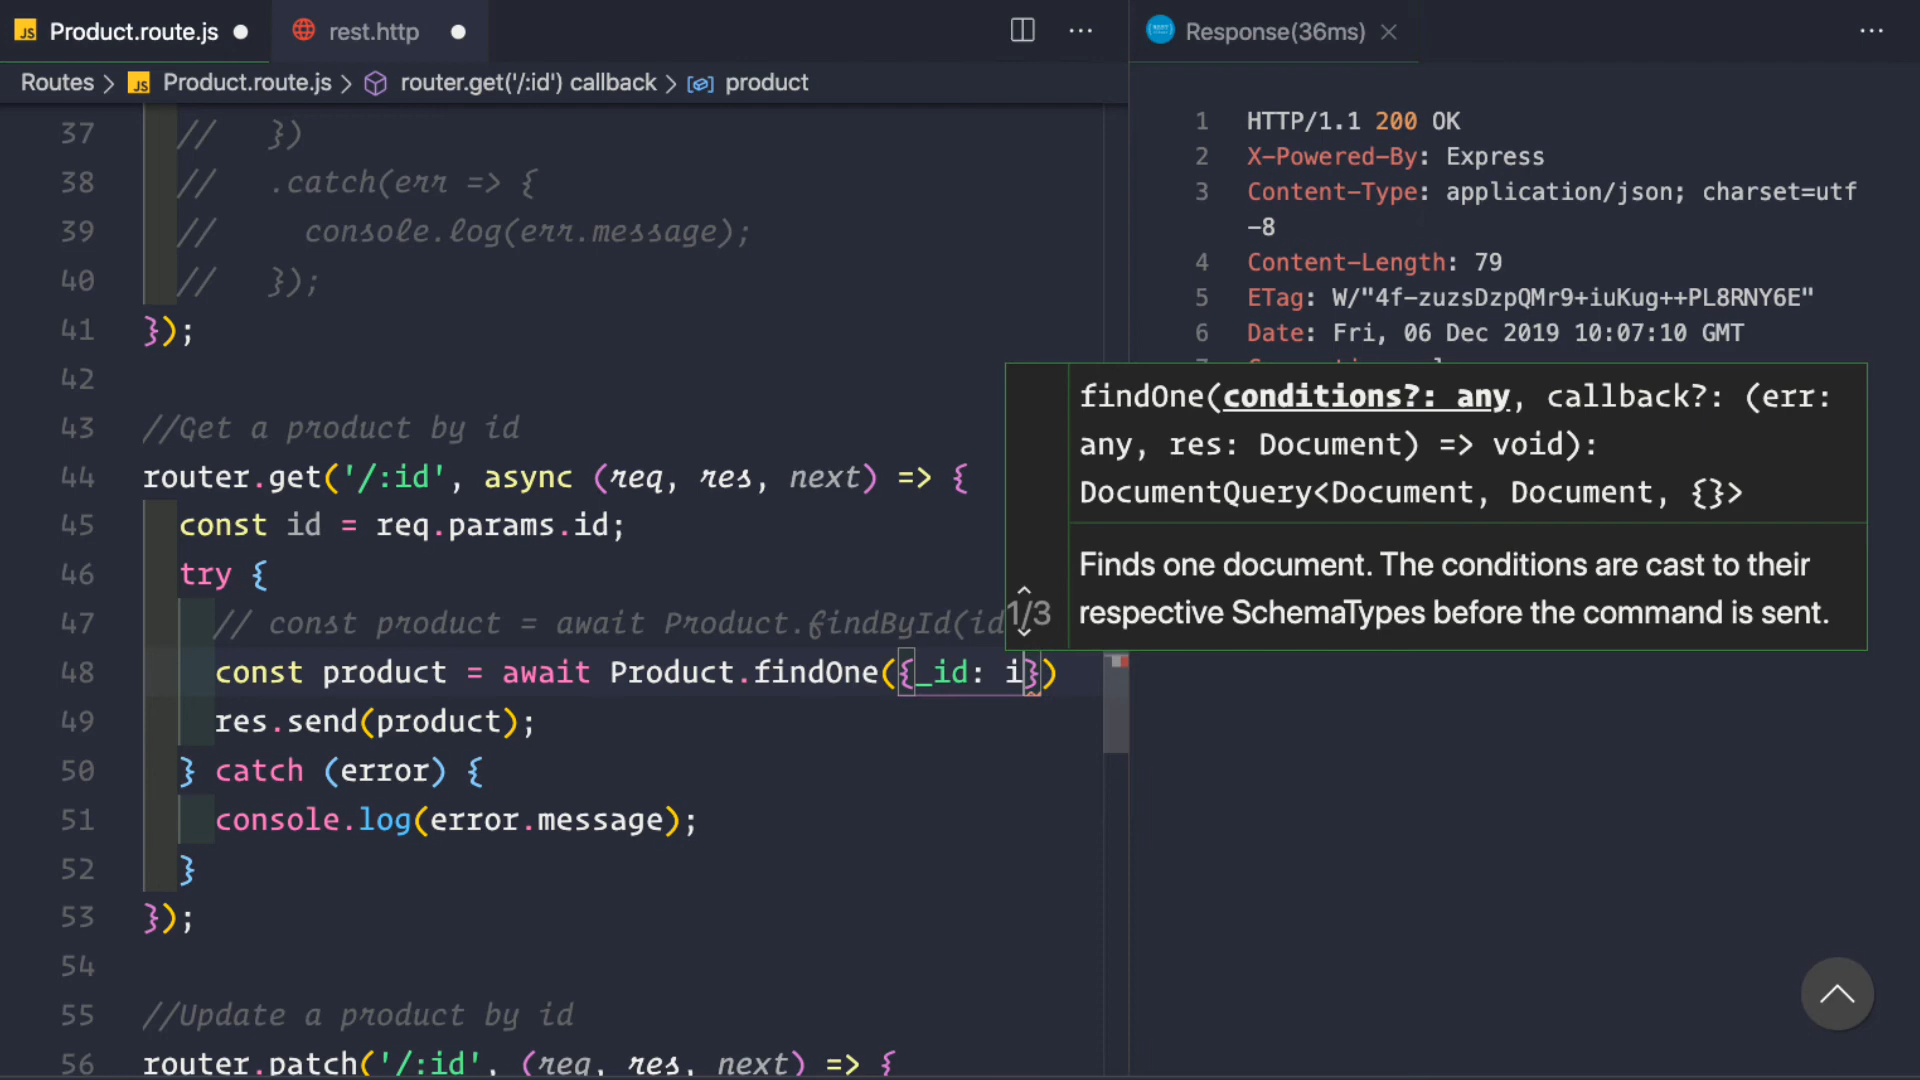 JS Product.route.js
rest.http
Response(36ms)
Routes > JS Product.route.js > router.get('/:id') callback > product
37 // })
38 // .catch(err => {
39 // console.log(err.message);
40 // });
41 });
42
43 //Get a product by id
44 router.get('/:id', async (req, res, next) => {
45 const id = req.params.id;
46 try {
47 // const product = await Product.findById(id
48 const product = await Product.findOne({_id: i})
49 res.send(product);
50 } catch (error) {
51 console.log(error.message);
52 }
53 });
54
55 //Update a product by id
56 router.patch('/:id', (req, res, next) => {
1 HTTP/1.1 200 OK
2 X-Powered-By: Express
3 Content-Type: application/json; charset=utf
-8
4 Content-Length: 79
5 ETag: W/"4f-zuzsDzpQMr9+iuKug++PL8RNY6E"
6 Date: Fri, 06 Dec 2019 10:07:10 GMT
findOne(conditions?: any, callback?: (err:
any, res: Document) => void):
DocumentQuery<Document, Document, {}>
1/3
Finds one document. The conditions are cast to their
respective SchemaTypes before the command is sent.